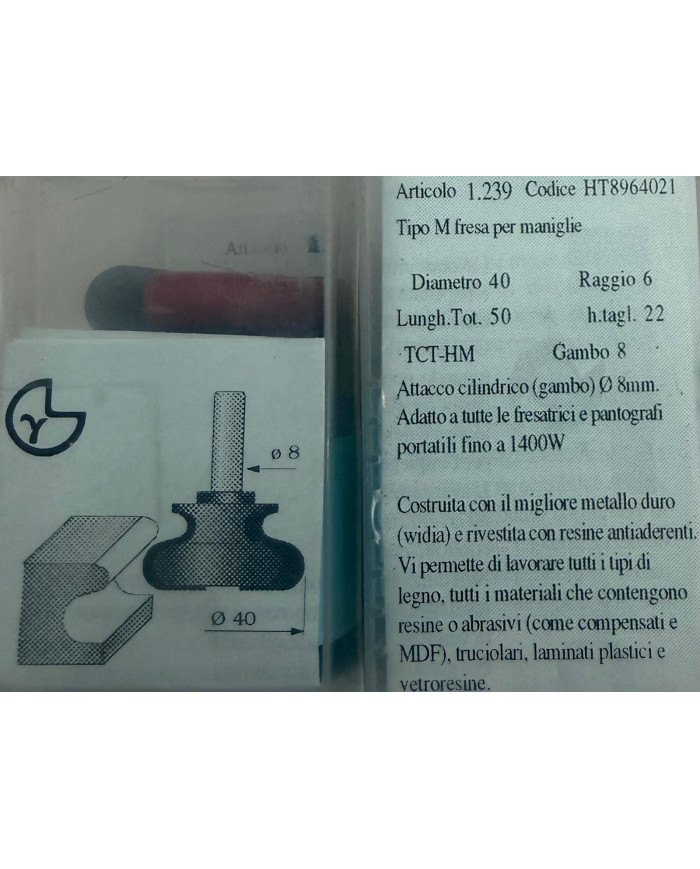 Articolo 1.239 Codice HT8964021
Tipo M fresa per maniglie
Diametro 40 Raggio 6
Lungh.Tot. 50 h.tagl. 22
TCT-HM Gambo 8
Attacco cilindrico (gambo) Ø 8mm.
Adatto a tutte le fresatrici e pantografi
portatili fino a 1400W
Costruita con il migliore metallo duro
(widia) e rivestita con resine antiaderenti.
Vi permette di lavorare tutti i tipi di
legno, tutti i materiali che contengono
resine o abrasivi (come compensati e
MDF), truciolari, laminati plastici e
vetroresine.
γ
ø 8
Ø 40